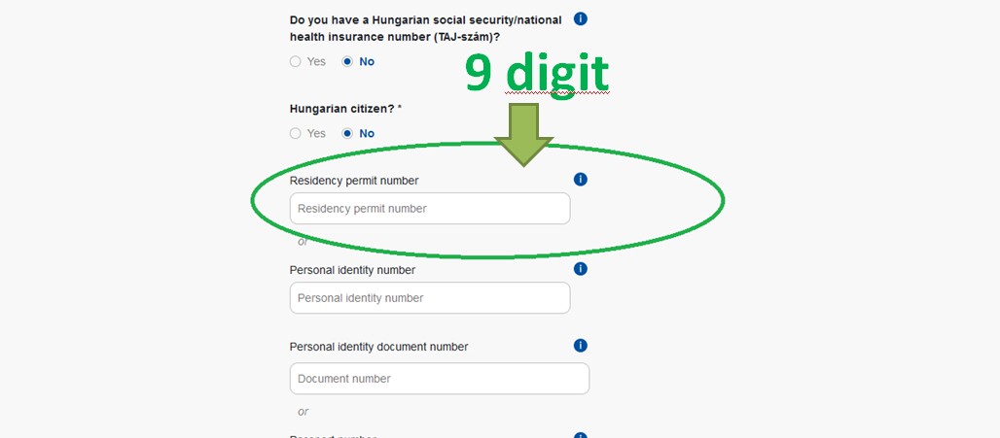 Do you have a Hungarian social security/national
health insurance number (TAJ-szám)?
Yes No
9 digit
Hungarian citizen? *
Yes No
Residency permit number
Residency permit number
or
Personal identity number
Personal identity number
Personal identity document number
Document number
or